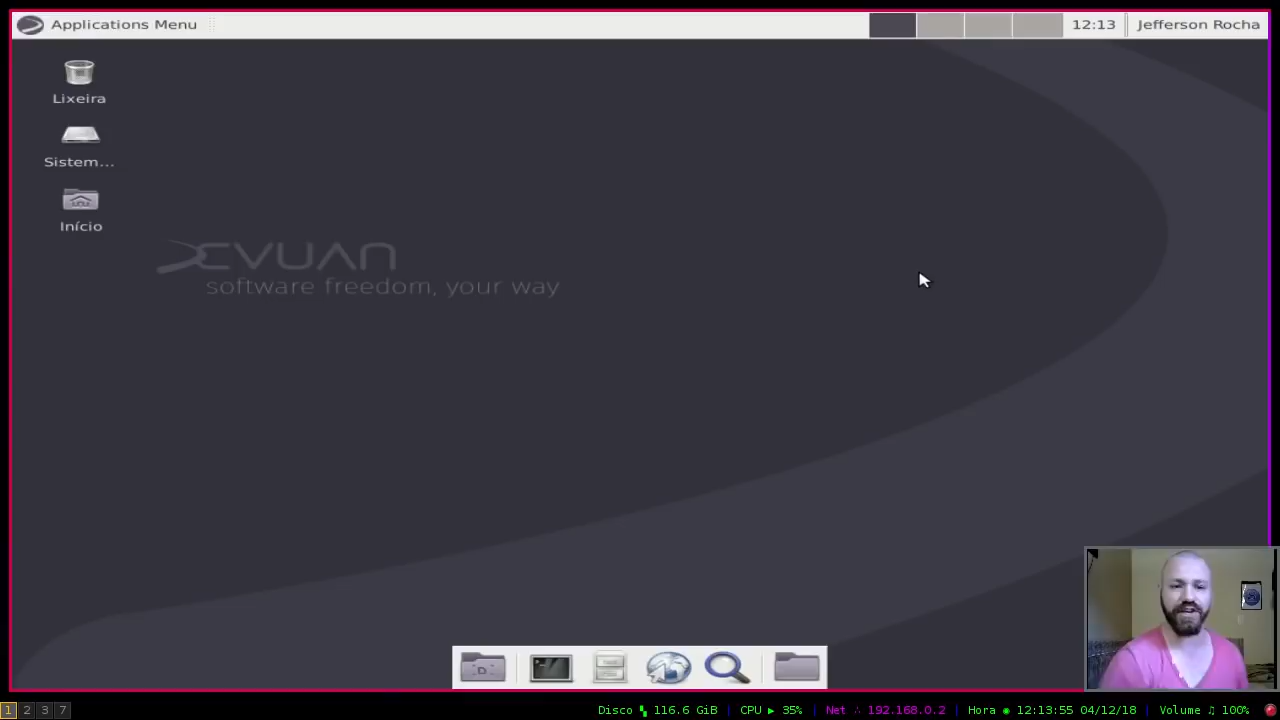 Applications Menu
12:13
Jefferson Rocha
Lixeira
Sistem...
Início
DEVUAN
software freedom, your way
1 2 3 7
Disco 116.6 GiB | CPU ▶ 35% | Net ∴ 192.168.0.2 | Hora ◉ 12:13:55 04/12/18 | Volume ♫ 100%